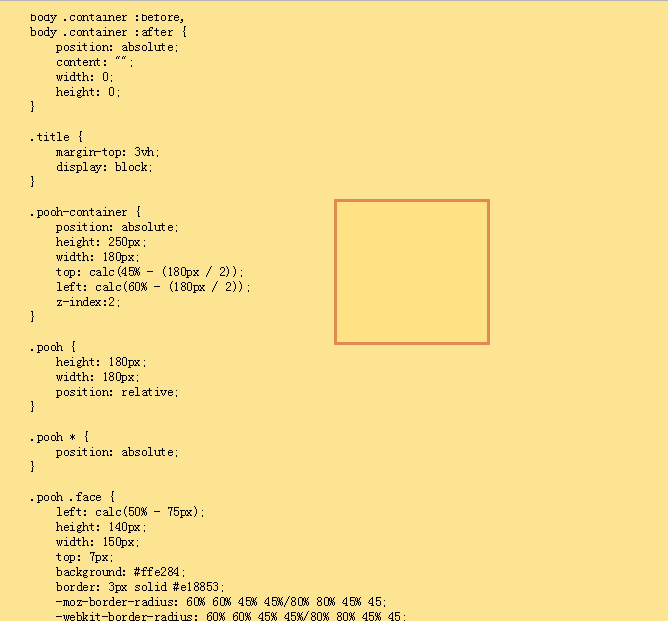 body .container :before,
body .container :after {
position: absolute;
content: "";
width: 0;
height: 0;
}
.title {
margin-top: 3vh;
display: block;
}
.pooh-container {
position: absolute;
height: 250px;
width: 180px;
top: calc(45% - (180px / 2));
left: calc(60% - (180px / 2));
z-index:2;
}
.pooh {
height: 180px;
width: 180px;
position: relative;
}
.pooh * {
position: absolute;
}
.pooh .face {
left: calc(50% - 75px);
height: 140px;
width: 150px;
top: 7px;
background: #ffe284;
border: 3px solid #e18853;
-moz-border-radius: 60% 60% 45% 45%/80% 80% 45% 45;
-webkit-border-radius: 60% 60% 45% 45%/80% 80% 45% 45;